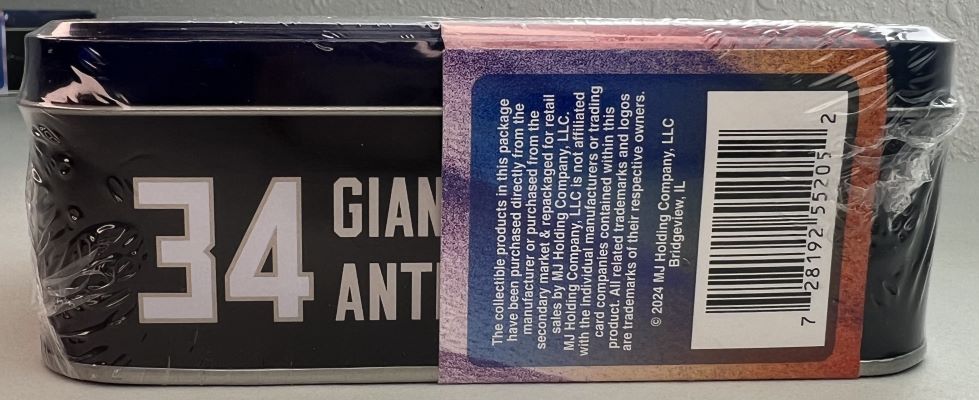 34
GIAN
ANT
The collectible products in this package
have been purchased directly from the
manufacturer or purchased from the
secondary market & repackaged for retail
sales by MJ Holding Company, LLC.
MJ Holding Company, LLC is not affiliated
with the individual manufacturers or trading
card companies contained within this
product. All related trademarks and logos
are trademarks of their respective owners.
© 2024 MJ Holding Company, LLC
Bridgeview, IL
7 28192 55205 2